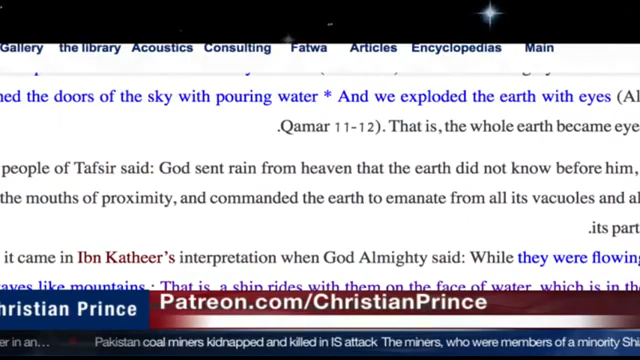 Gallery the library Acoustics Consulting Fatwa Articles Encyclopedias Main
the doors of the sky with pouring water * And we exploded the earth with eyes (Al
.Qamar 11-12). That is, the whole earth became eye
people of Tafsir said: God sent rain from heaven that the earth did not know before him,
the mouths of proximity, and commanded the earth to emanate from all its vacuoles and al
.its part
it came in Ibn Katheer's interpretation when God Almighty said: While they were flowing
like mountains.: That is, a ship rides with them on the face of water, which is in the
Christian Prince Patreon.com/ChristianPrince
er in an... Pakistan coal miners kidnapped and killed in IS attack The miners, who were members of a minority Shi